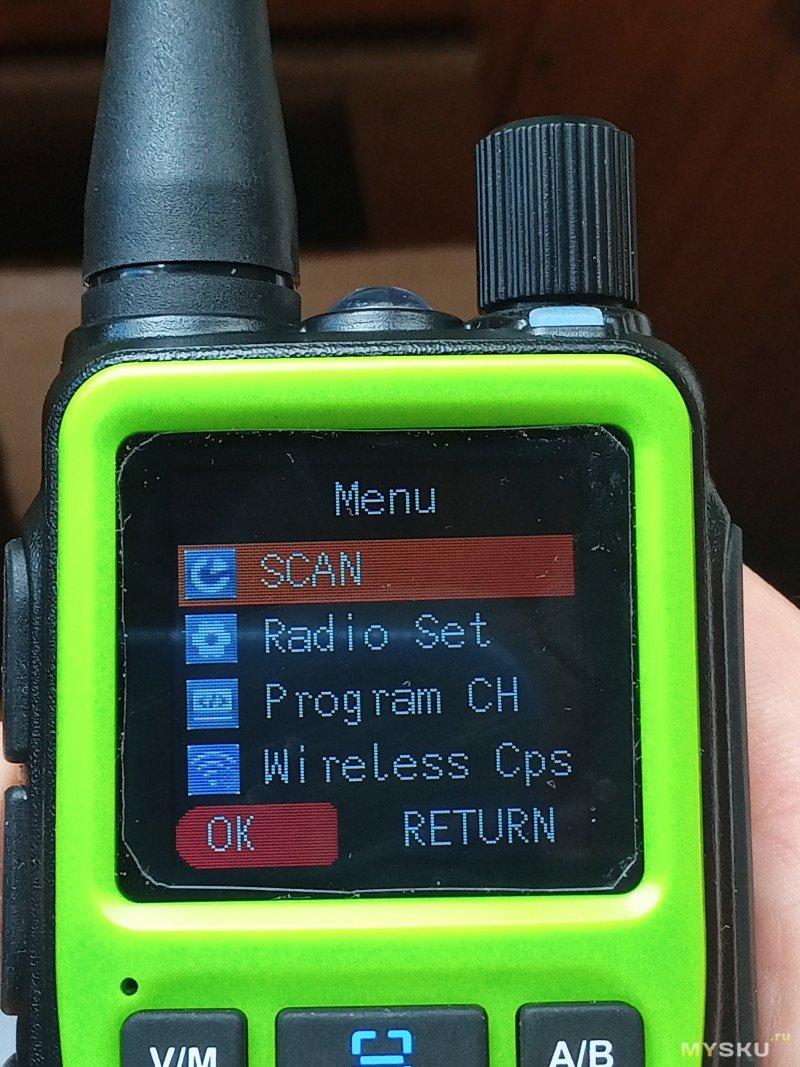 Menu
SCAN
Radio Set
Program CH
Wireless Cps
OK RETURN
V/M A/B
MYSKU.ru